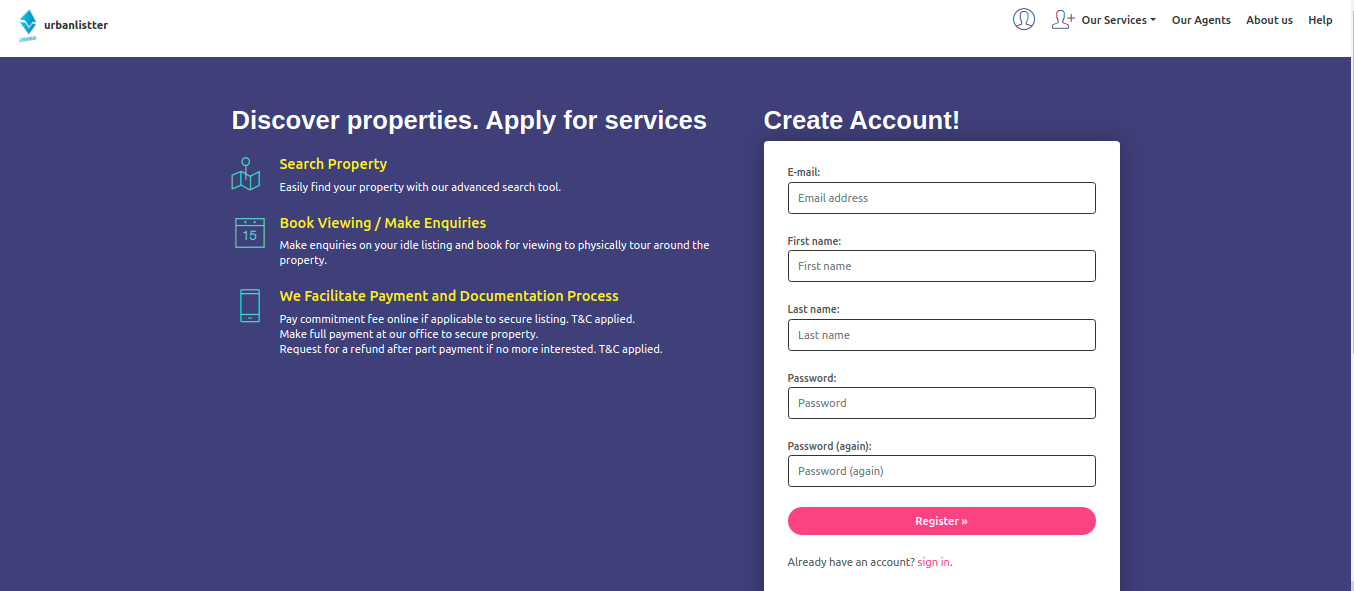 urbanlistter
Our Services
Our Agents
About us
Help
Discover properties. Apply for services
Search Property
Easily find your property with our advanced search tool.
15
Book Viewing / Make Enquiries
Make enquiries on your idle listing and book for viewing to physically tour around the
property.
We Facilitate Payment and Documentation Process
Pay commitment fee online if applicable to secure listing. T&C applied.
Make full payment at our office to secure property.
Request for a refund after part payment if no more interested. T&C applied.
Create Account!
E-mail:
Email address
First name:
First name
Last name:
Last name
Password:
Password
Password (again):
Password (again)
Register »
Already have an account? sign in.